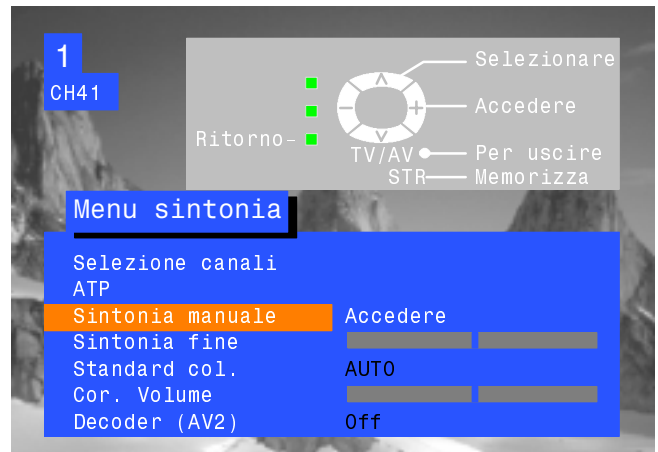 1
CH41
Selezionare
Accedere
Ritorno
TV/AV Per uscire
STR Memorizza
Menu sintonia
Selezione canali
ATP
Sintonia manuale Accedere
Sintonia fine
Standard col. AUTO
Cor. Volume
Decoder (AV2) Off